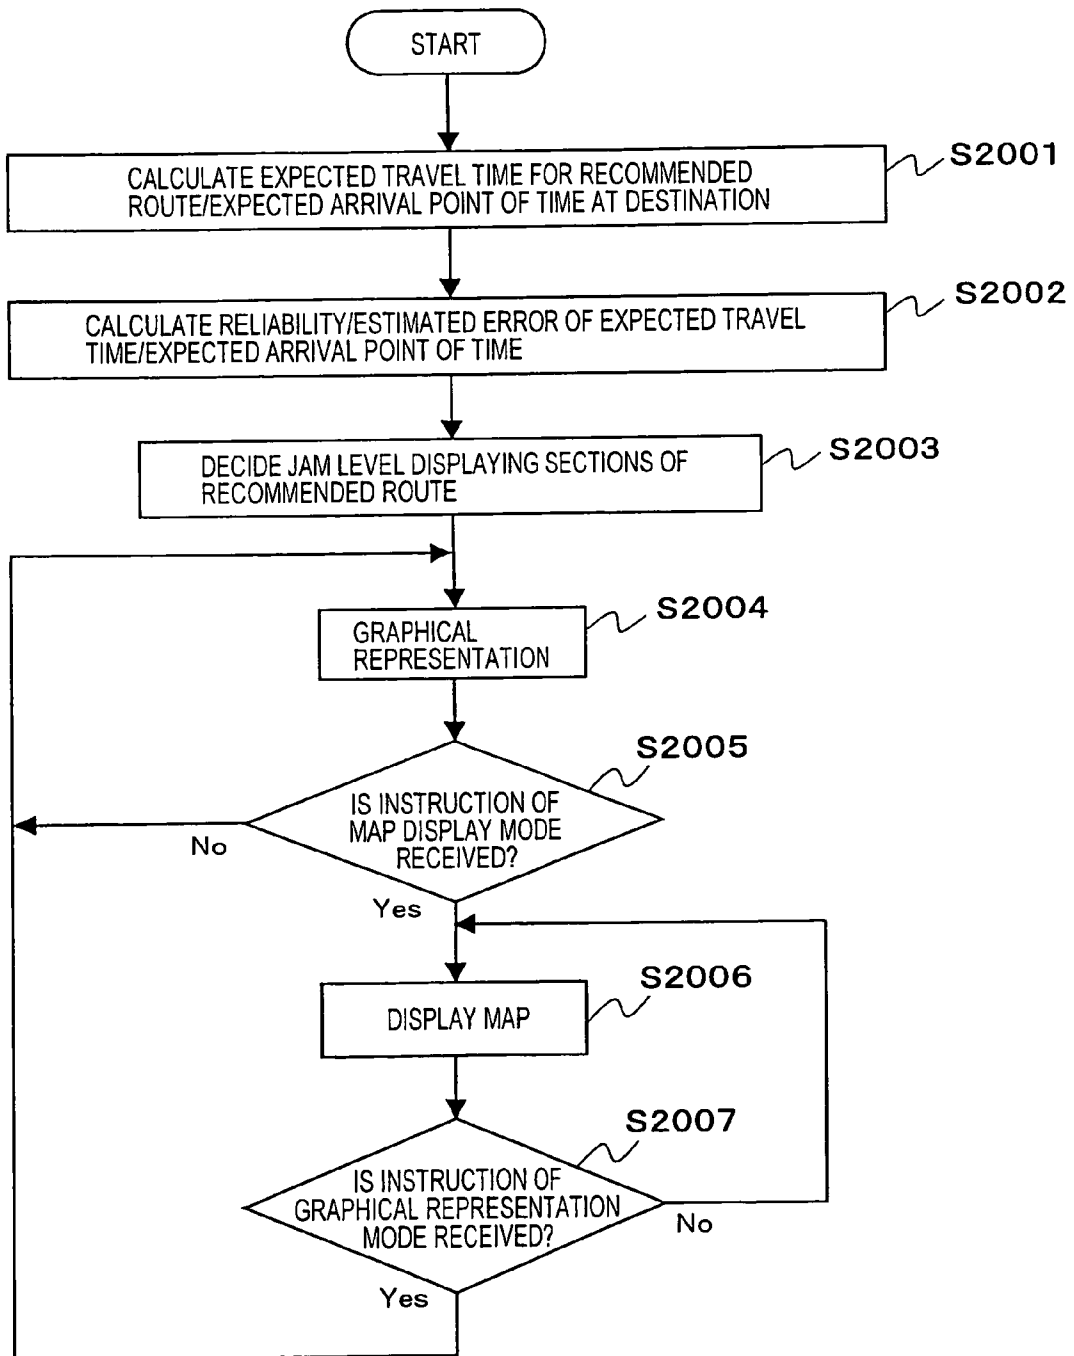 START
S2001
CALCULATE EXPECTED TRAVEL TIME FOR RECOMMENDED
ROUTE/EXPECTED ARRIVAL POINT OF TIME AT DESTINATION
S2002
CALCULATE RELIABILITY/ESTIMATED ERROR OF EXPECTED TRAVEL
TIME/EXPECTED ARRIVAL POINT OF TIME
S2003
DECIDE JAM LEVEL DISPLAYING SECTIONS OF
RECOMMENDED ROUTE
S2004
GRAPHICAL
REPRESENTATION
S2005
IS INSTRUCTION OF
MAP DISPLAY MODE
RECEIVED?
No
Yes
S2006
DISPLAY MAP
S2007
IS INSTRUCTION OF
GRAPHICAL REPRESENTATION
MODE RECEIVED?
No
Yes